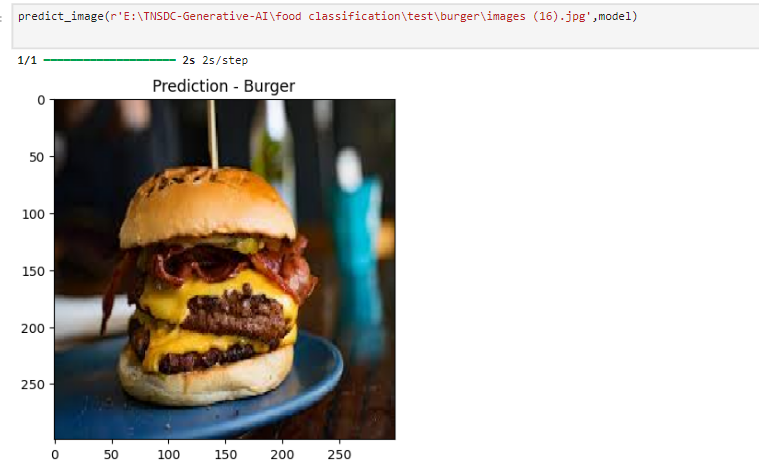 predict_image(r'E:\TNSDC-Generative-AI\food classification\test\burger\images (16).jpg',model)
1/1 ━━━━━━━━━━━━━━━━━━━━ 2s 2s/step
Prediction - Burger
0
50
100
150
200
250
0 50 100 150 200 250